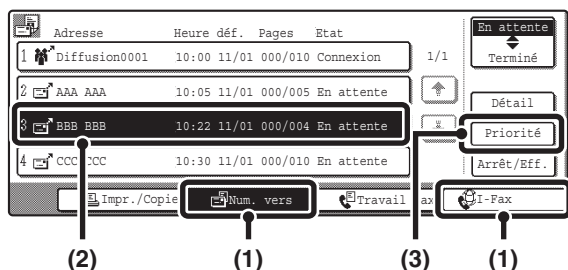 Adresse Heure déf. Pages Etat
En attente
Terminé
1 Diffusion0001 10:00 11/01 000/010 Connexion
1/1
2 AAA AAA 10:05 11/01 000/005 En attente
Détail
3 BBB BBB 10:22 11/01 000/004 En attente
Priorité
4 CCC CCC 10:30 11/01 000/010 En attente
Arrêt/Eff.
Impr./Copie Num. vers Travail ax I-Fax
(2) (1) (3) (1)